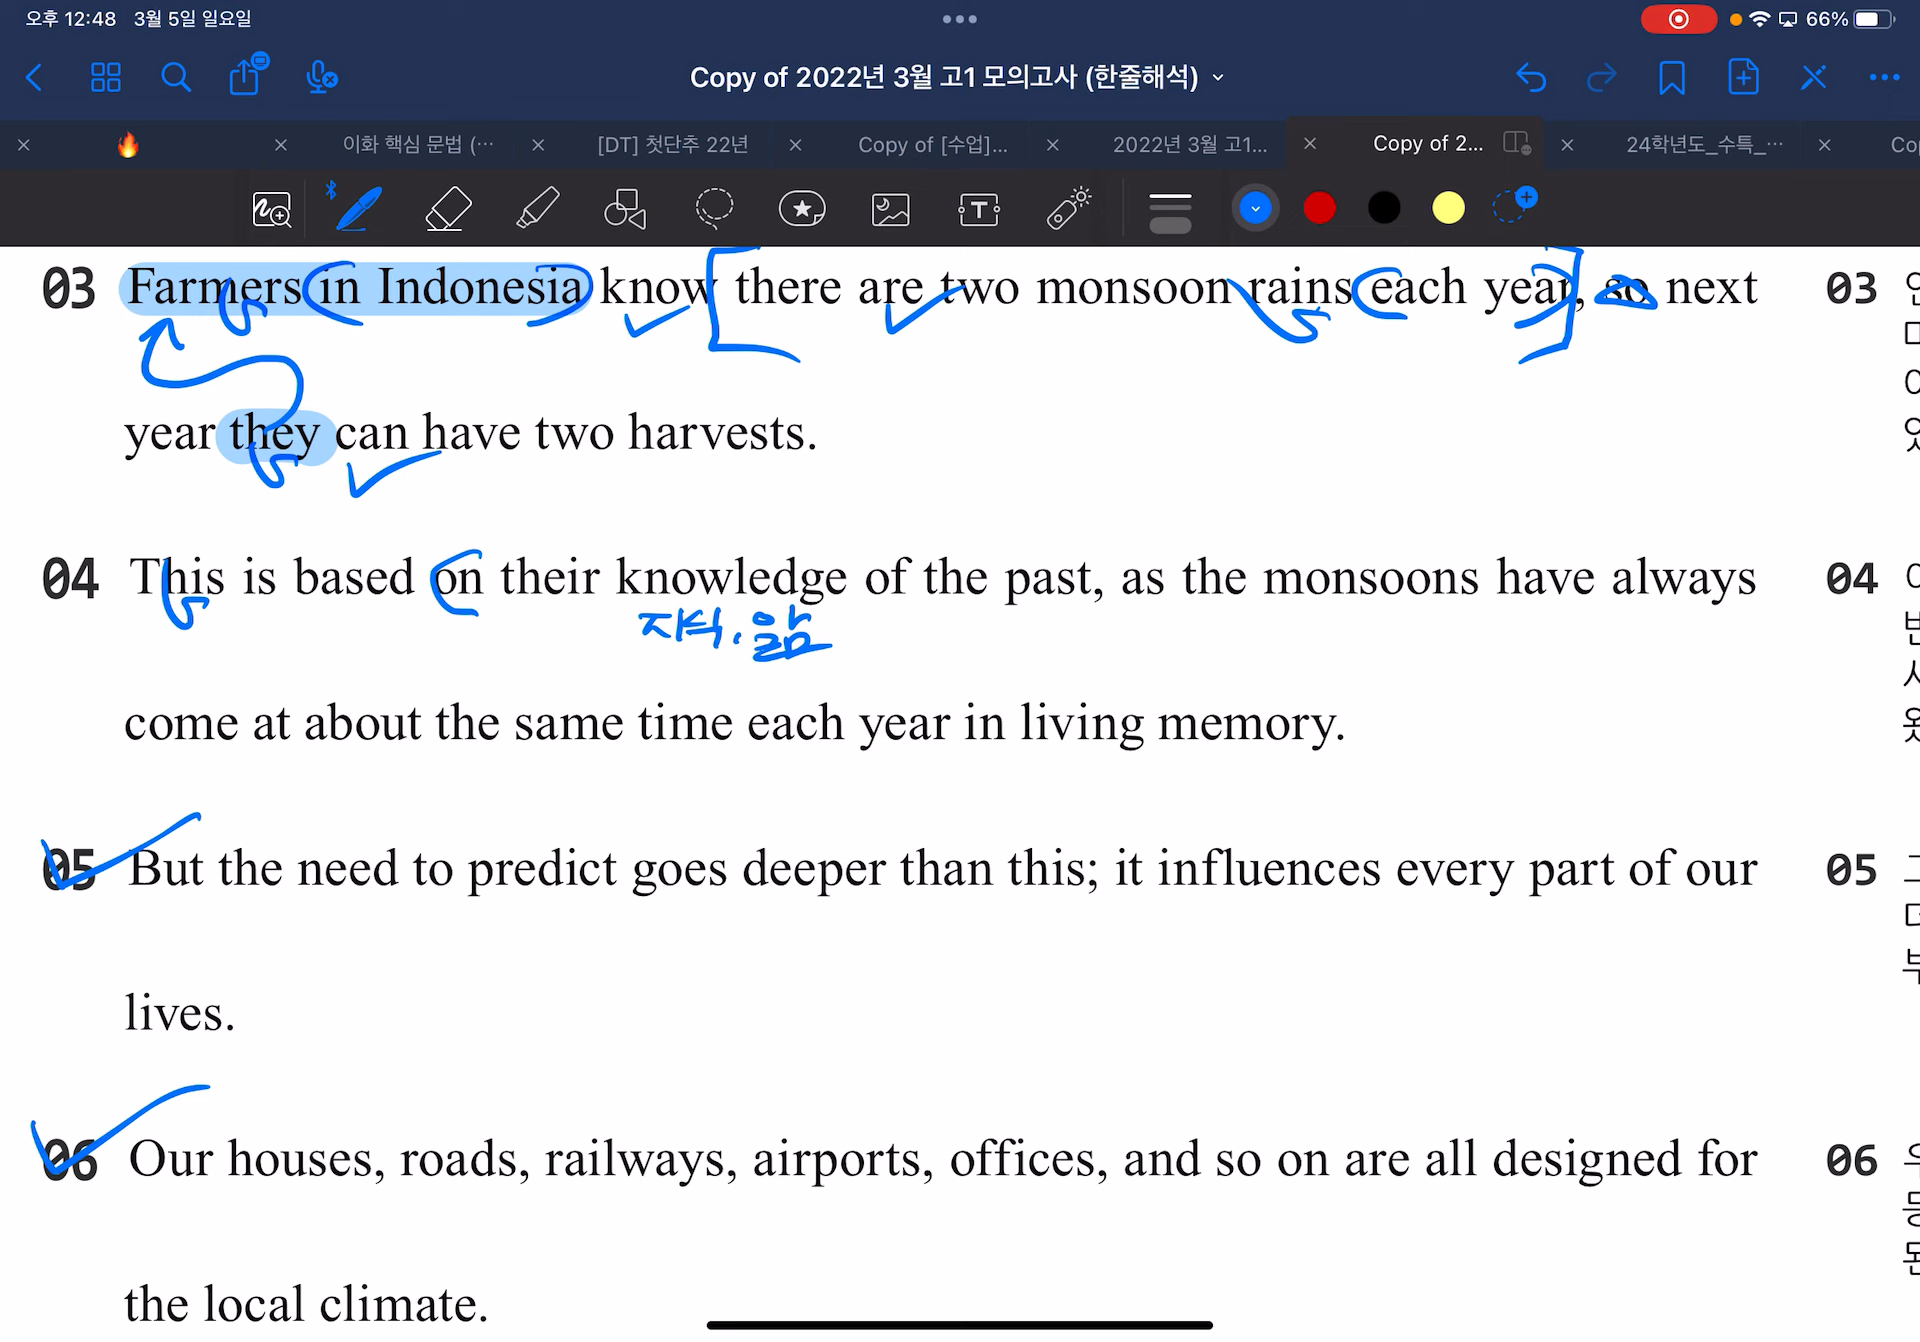 오후 12:48 3월 5일 일요일
66%
Copy of 2022년 3월 고1 모의고사 (한줄해석)
이화 핵심 문법 (… [DT] 첫단추 22년 Copy of [수업]... 2022년 3월 고1... Copy of 2... 24학년도_수특_…
03 Farmers in Indonesia know there are two monsoon rains each year, so next 03
year they can have two harvests.
04 This is based on their knowledge of the past, as the monsoons have always 04
지식, 앎
come at about the same time each year in living memory.
05 But the need to predict goes deeper than this; it influences every part of our 05
lives.
06 Our houses, roads, railways, airports, offices, and so on are all designed for 06
the local climate.